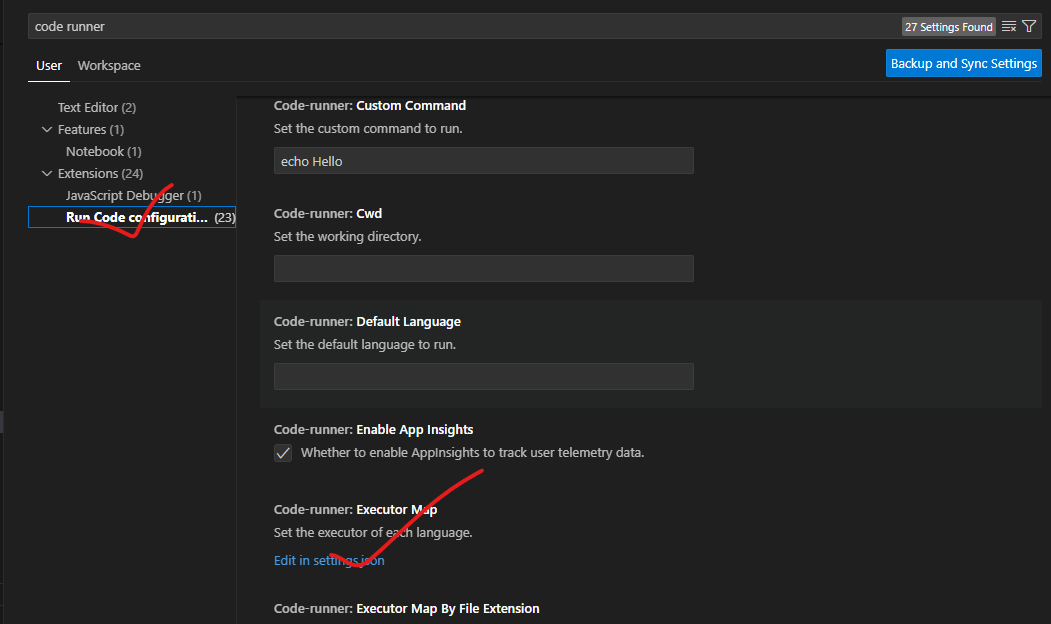 code runner
27 Settings Found
User
Workspace
Backup and Sync Settings
Text Editor (2)
Features (1)
Notebook (1)
Extensions (24)
JavaScript Debugger (1)
Run Code configurati... (23)
Code-runner: Custom Command
Set the custom command to run.
echo Hello
Code-runner: Cwd
Set the working directory.
Code-runner: Default Language
Set the default language to run.
Code-runner: Enable App Insights
Whether to enable AppInsights to track user telemetry data.
Code-runner: Executor Map
Set the executor of each language.
Edit in settings.json
Code-runner: Executor Map By File Extension